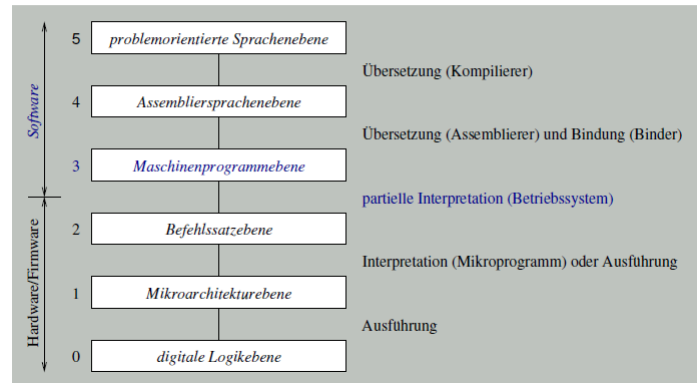 5 problemorientierte Sprachenebene
Übersetzung (Kompilierer)
4 Assembliersprachenebene
Übersetzung (Assemblierer) und Bindung (Binder)
3 Maschinenprogrammebene
partielle Interpretation (Betriebssystem)
2 Befehlssatzebene
Interpretation (Mikroprogramm) oder Ausführung
1 Mikroarchitekturebene
Ausführung
0 digitale Logikebene
Software
Hardware/Firmware